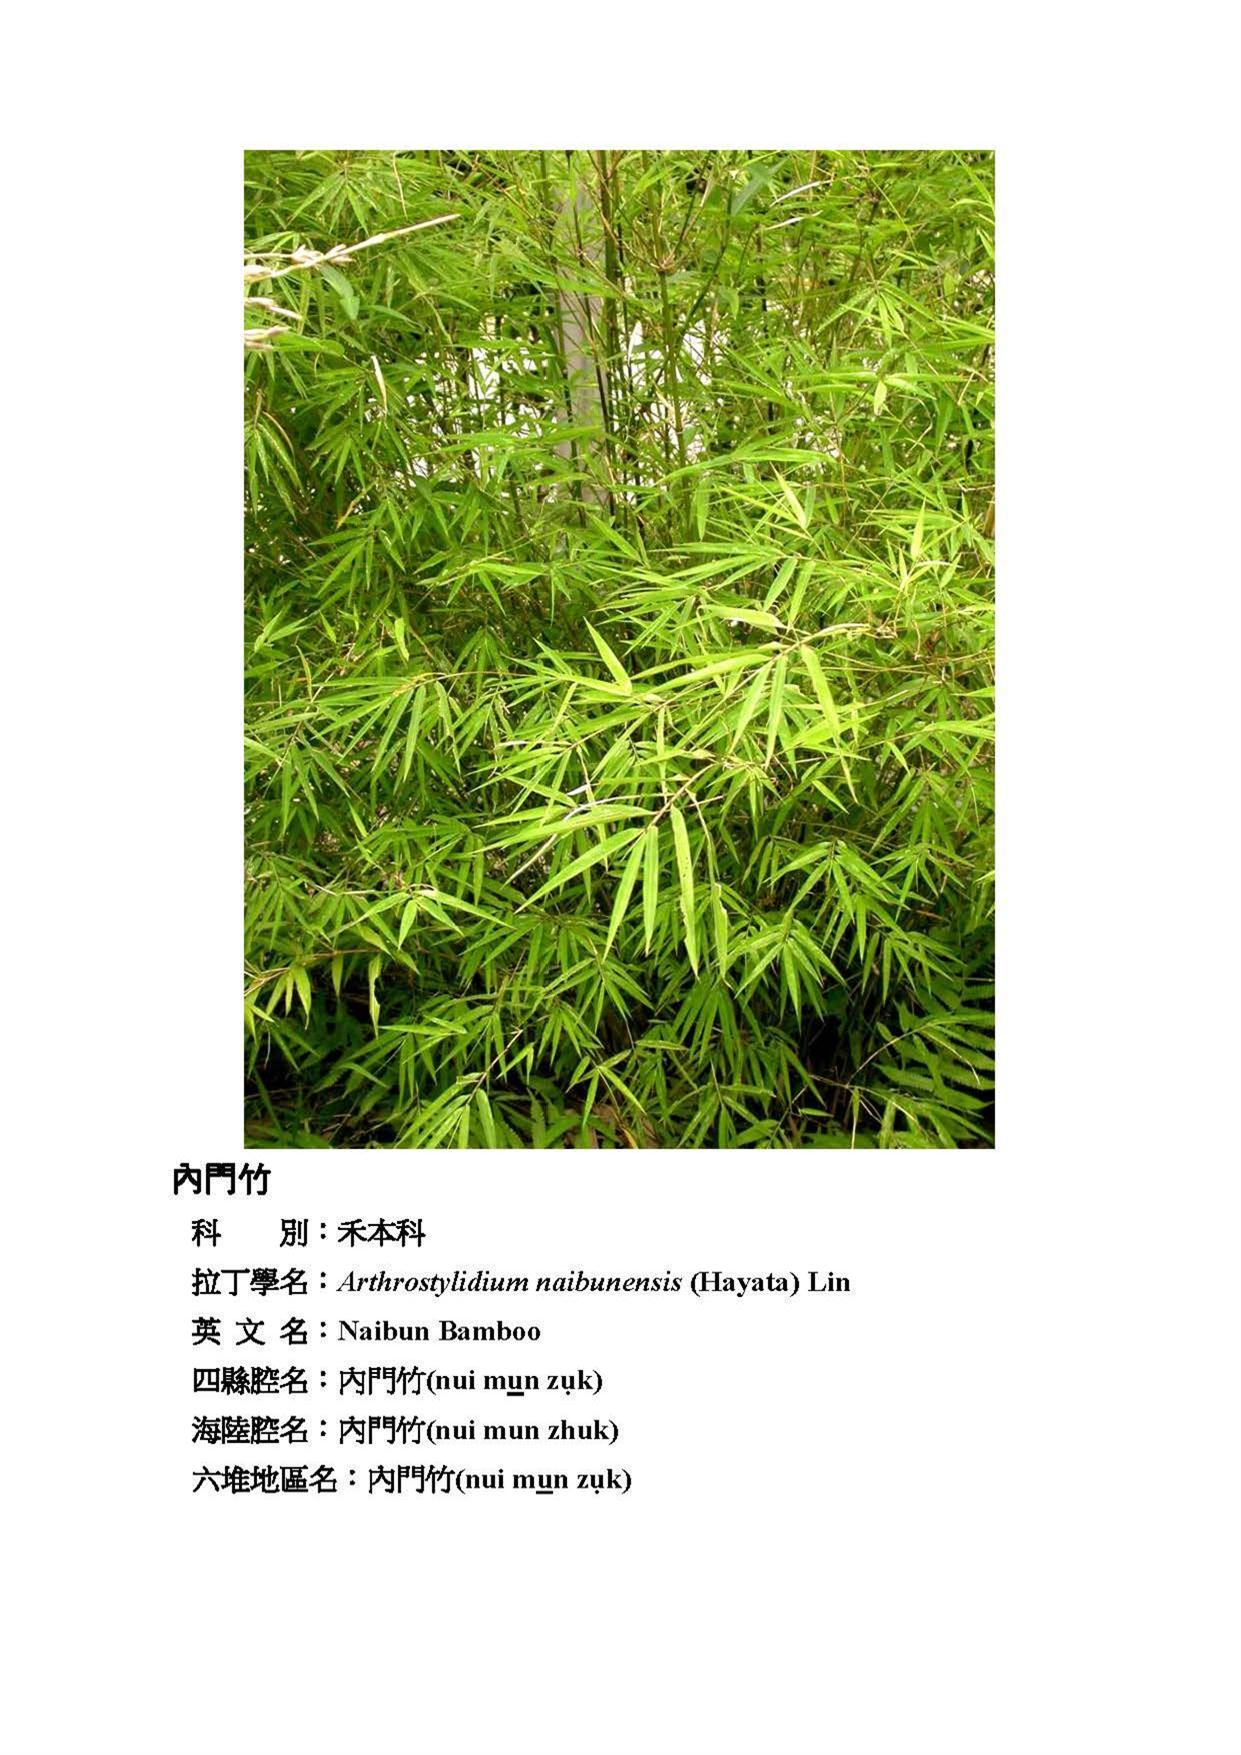 內門竹
科　　別：禾本科
拉丁學名：Arthrostylidium naibunensis (Hayata) Lin
英 文 名：Naibun Bamboo
四縣腔名：內門竹(nui mu̲n zụk)
海陸腔名：內門竹(nui mun zhuk)
六堆地區名：內門竹(nui mu̲n zụk)